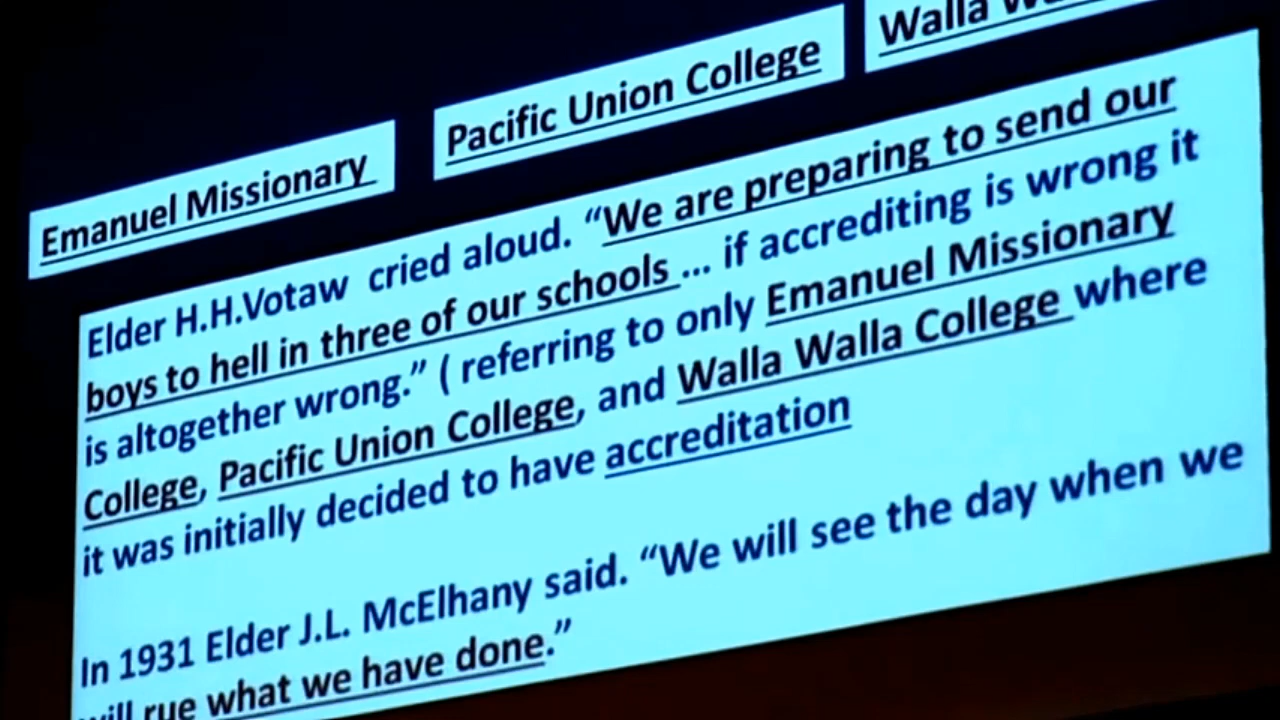 Emanuel Missionary
Pacific Union College
Walla
Elder H.H.Votaw cried aloud. “We are preparing to send our
boys to hell in three of our schools ... if accrediting is wrong it
is altogether wrong.” ( referring to only Emanuel Missionary
College, Pacific Union College, and Walla Walla College where
it was initially decided to have accreditation
In 1931 Elder J.L. McElhany said. “We will see the day when we
will rue what we have done.”